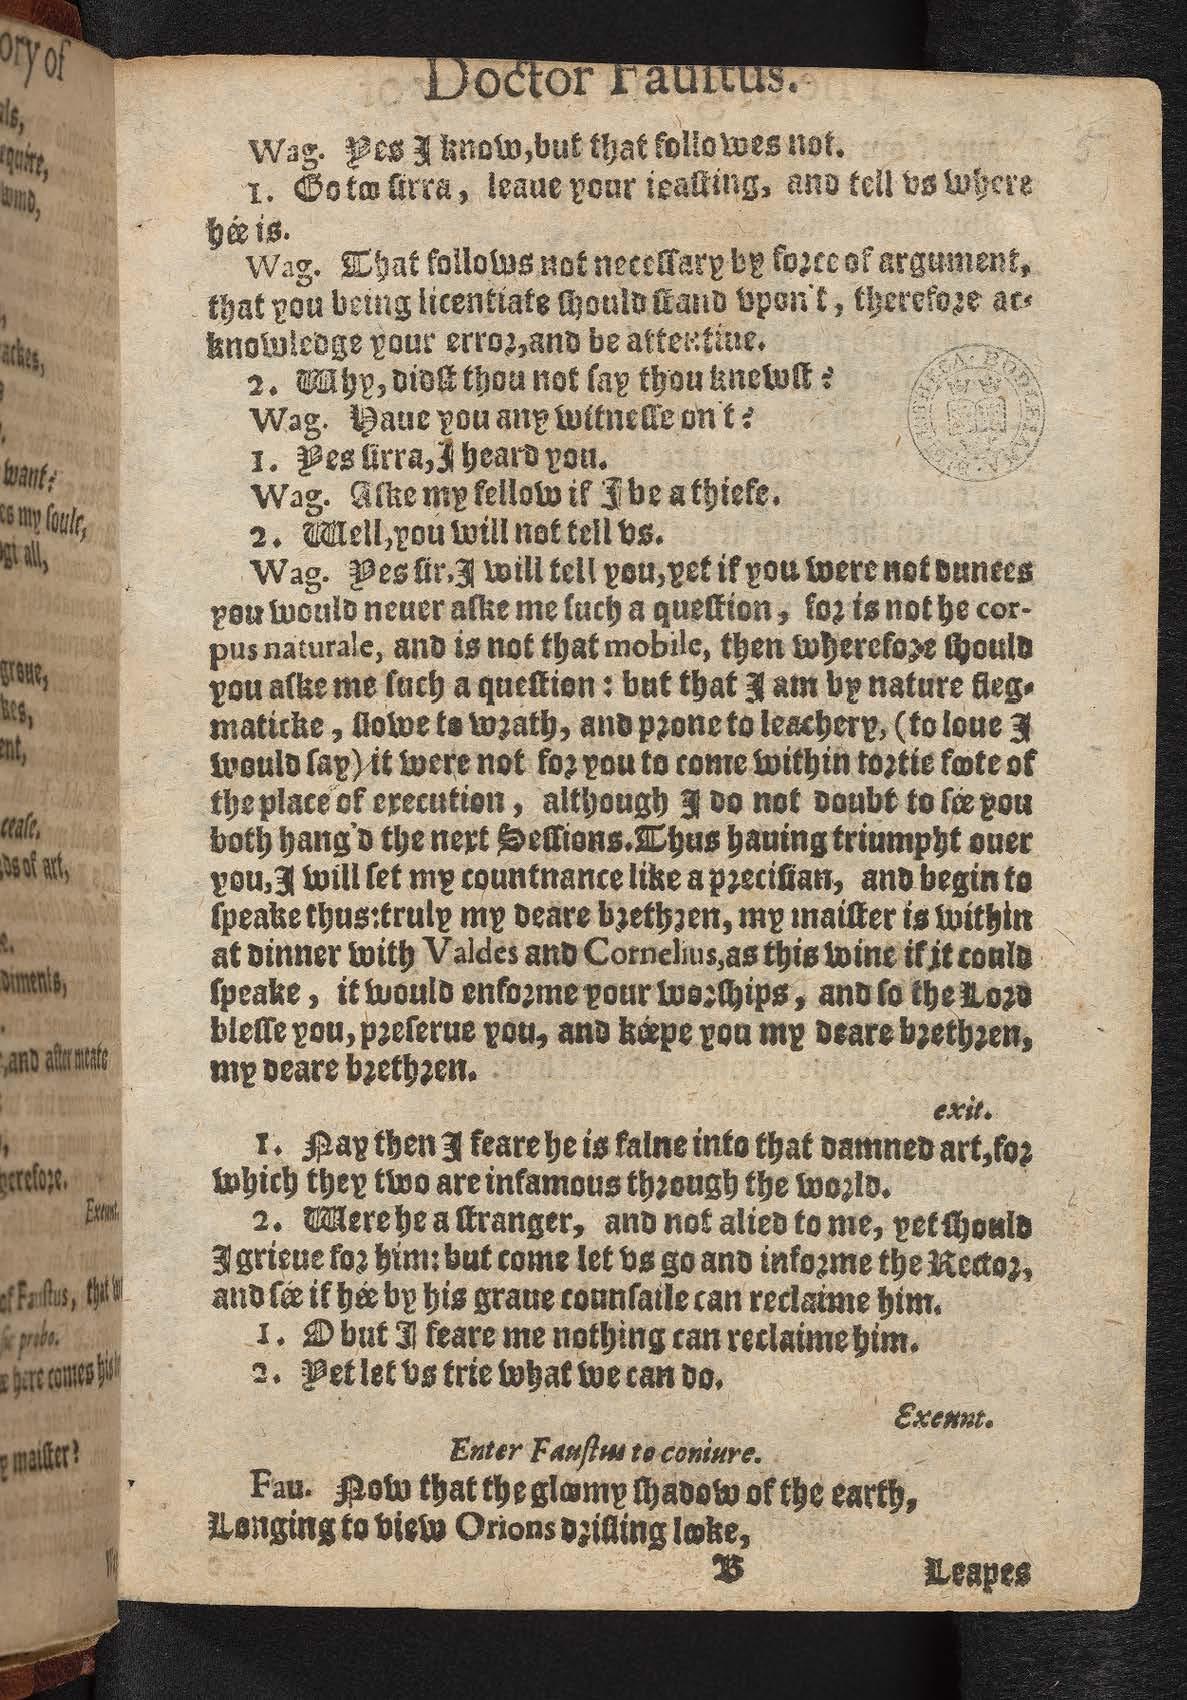 Doctor Faustus.
Wag. Yes I know, but that followes not.
1. Go too sirra, leaue your ieasting, and tell vs where
hée is.
Wag. That follows not necessary by force of argument,
that you being licentiate should stand vpon't, therefore ac-
knowledge your error, and be attentiue.
2. Why, didst thou not say thou knewst?
Wag. Haue you any witnesse on't?
1. Yes sirra, I heard you.
Wag. Aske my fellow if I be a thiefe.
2. Well, you will not tell vs.
Wag. Yes sir, I will tell you, yet if you were not dunces
you would neuer aske me such a question, for is not he cor-
pus naturale, and is not that mobile, then wherefore should
you aske me such a question: but that I am by nature fleg-
maticke, slowe to wrath, and prone to leachery, (to loue I
would say) it were not for you to come within fortie foote of
the place of execution, although I do not doubt to sée you
both hang'd the next Sessions. Thus hauing triumpht ouer
you, I will set my countnance like a precisian, and begin to
speake thus: truly my deare brethren, my maister is within
at dinner with Valdes and Cornelius, as this wine if it could
speake, it would enforme your worships, and so the Lord
blesse you, preserue you, and kéepe you my deare brethren,
my deare brethren.
exit.
1. Nay then I feare he is falne into that damned art, for
which they two are infamous through the world.
2. Were he a stranger, and not alied to me, yet should
I grieue for him: but come let vs go and informe the Rector,
and sée if hée by his graue counsaile can reclaime him.
1. O but I feare me nothing can reclaime him.
2. Yet let vs trie what we can do.
Exeunt.
Enter Faustus to coniure.
Fau. Now that the gloomy shadow of the earth,
Longing to view Orions drisling looke,
B Leapes